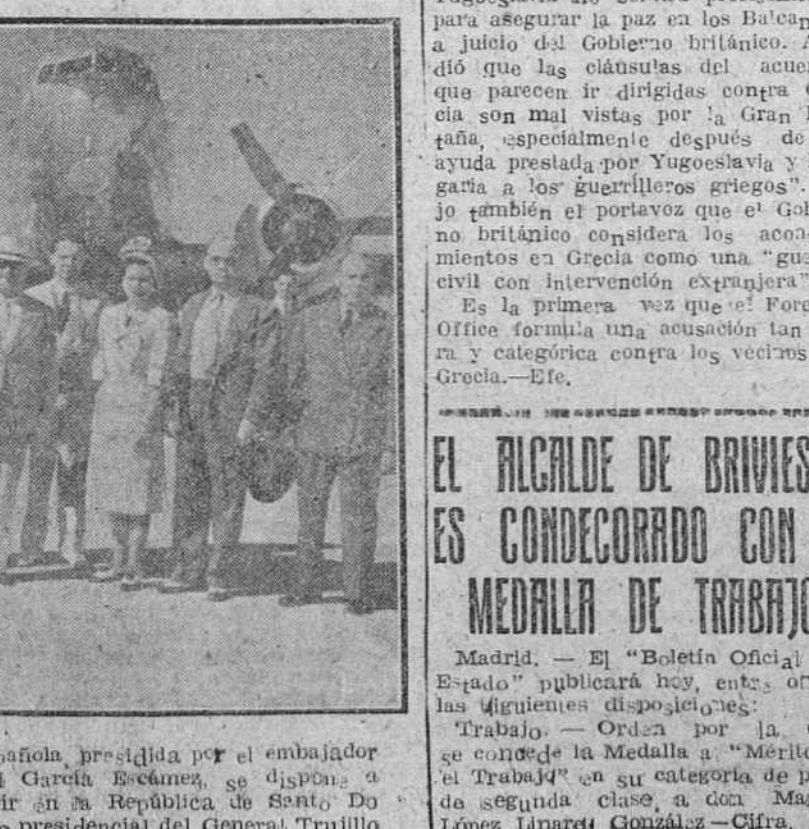 para asegurar la paz en los Balcan
a juicio del Gobierno británico. A
dió que las cláusulas del acuer
que parecen ir dirigidas contra
cia son mal vistas por la Gran
taña, especialmente después de
ayuda prestada por Yugoeslavia y
garia a los guerrilleros griegos".
jo también el portavoz que el Gob
no británico considera los acon
mientos en Grecia como una "gue
civil con intervención extranjera"
Es la primera vez que el Fore
Office formula una acusación tan
ra y categórica contra los vecinos
Grecia.—Efe.
EL ALCALDE DE BRIVIES
ES CONDECORADO CON
MEDALLA DE TRABAJO
Madrid. — El "Boletín Oficial
Estado" publicará hoy, entre
las siguientes disposiciones:
Trabajo. — Orden por la
se concede la Medalla a "Mérito
el Trabajo" en su categoría de p
de segunda clase, a don Ma
López Linares González—Cifra.
pañola, presidida por el embajador
García Escámez, se dispone a
ir en la República de Santo Do
presidencial del General Trujillo